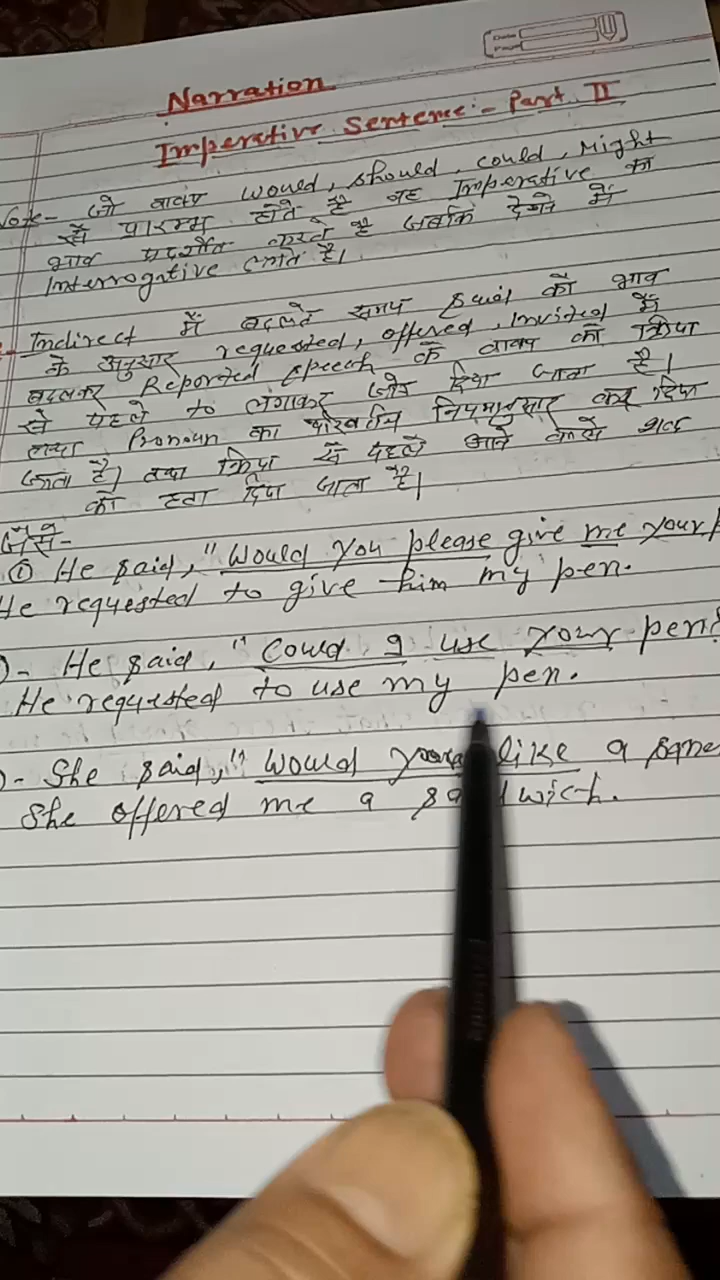 Date
Page
Narration
Imperative Sentence:- Part II
Note- जो वाक्य would, should, could, Might
से प्रारम्भ होते है वह Imperative का
भाव प्रदर्शित करते है जबकि देखने में
Interrogative लगते है।
Indirect में बदलते समय said को भाव
के अनुसार requested, offered, Invited में
बदलकर Reported speech के वाक्य की क्रिया
से पहले to लगाकर जोड़ दिया जाता है।
तथा Pronoun का परिवर्तन नियमानुसार कर दिया
जाता है। तथा क्रिया से पहले आने वाले शब्द
को हटा दिया जाता है।
जैसे-
① He said, "Would you please give me your
He requested to give him my pen.
)- He said, "Could I use your pen?
He requested to use my pen.
)- She said, "Would you like a
She offered me a sandwich.